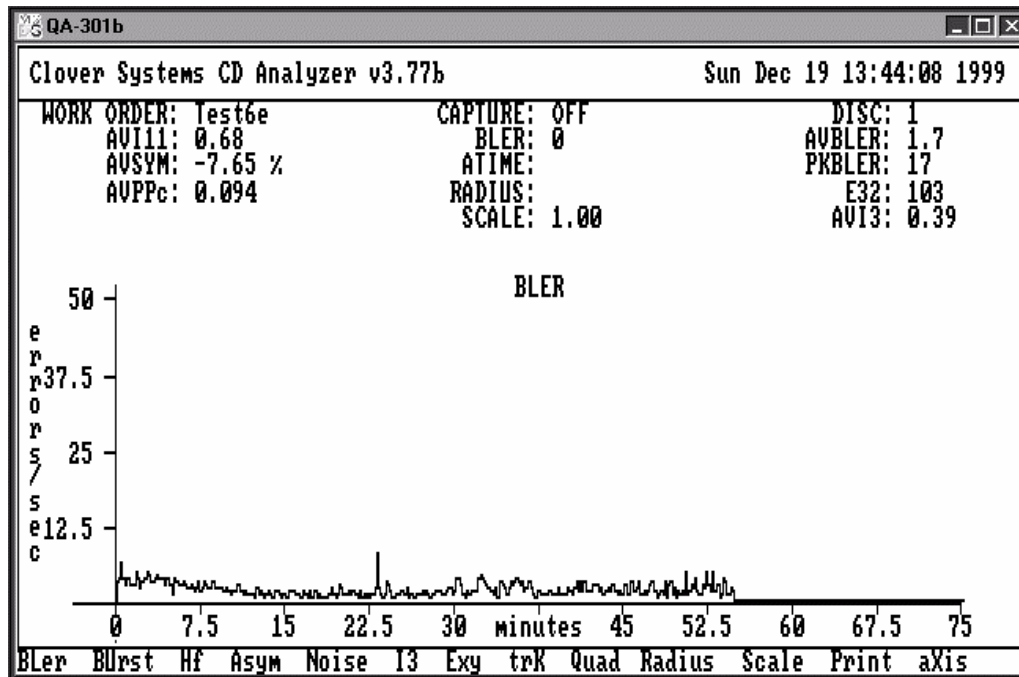 QA-301b
Clover Systems CD Analyzer v3.77b Sun Dec 19 13:44:08 1999
WORK ORDER: Test6e CAPTURE: OFF DISC: 1
AVI11: 0.68 BLER: 0 AVBLER: 1.7
AVSYM: -7.65 % ATIME: PKBLER: 17
AVPPc: 0.094 RADIUS: E32: 103
SCALE: 1.00 AVI3: 0.39
BLER
50
37.5
25
12.5
errors/sec
0 7.5 15 22.5 30 minutes 45 52.5 60 67.5 75
BLer BUrst Hf Asym Noise I3 Exy trK Quad Radius Scale Print aXis